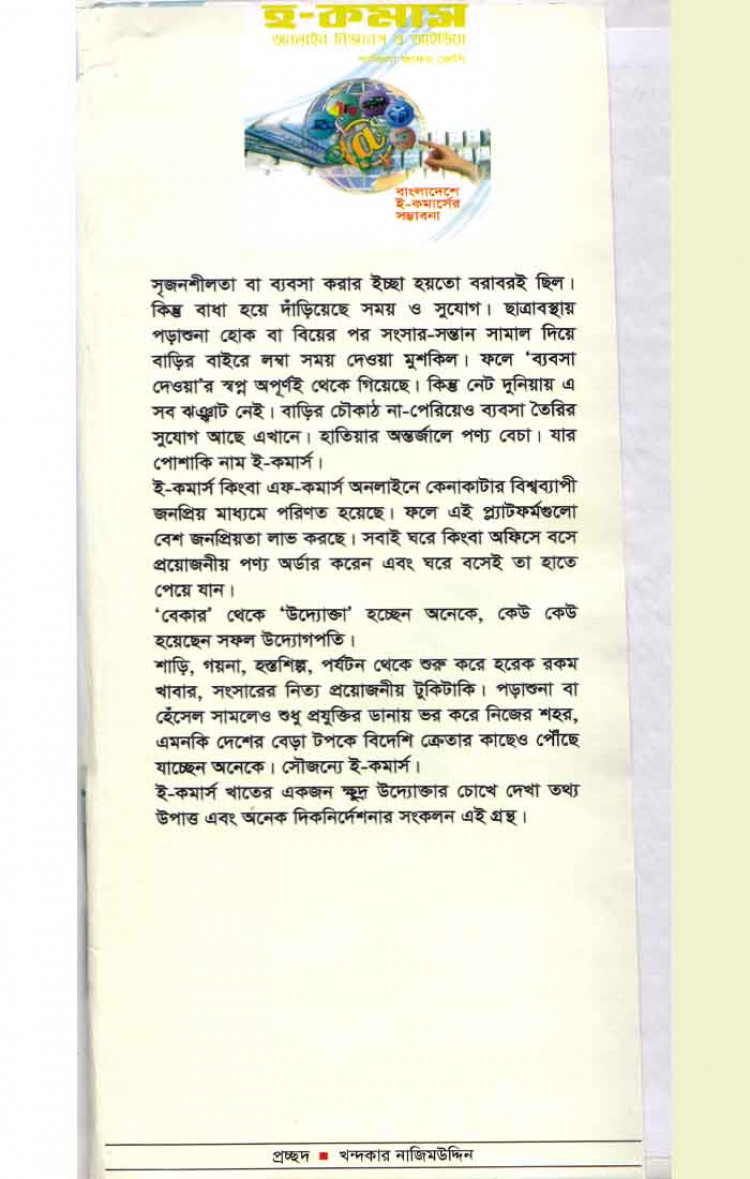 ই-কমার্স
অনলাইন বিজনেস ও আইডিয়া
জাফর জেসি
বাংলাদেশে
ই-কমার্সের
সম্ভাবনা
সৃজনশীলতা বা ব্যবসা করার ইচ্ছা হয়তো বরাবরই ছিল।
কিন্তু বাধা হয়ে দাঁড়িয়েছে সময় ও সুযোগ। ছাত্রাবস্থায়
পড়াশুনা হোক বা বিয়ের পর সংসার-সন্তান সামাল দিয়ে
বাড়ির বাইরে লম্বা সময় দেওয়া মুশকিল। ফলে ‘ব্যবসা
দেওয়া’র স্বপ্ন অপূর্ণই থেকে গিয়েছে। কিন্তু নেট দুনিয়ায় এ
সব ঝঞ্ঝাট নেই। বাড়ির চৌকাঠ না-পেরিয়েও ব্যবসা তৈরির
সুযোগ আছে এখানে। হাতিয়ার অন্তর্জালে পণ্য বেচা। যার
পোশাকি নাম ই-কমার্স।
ই-কমার্স কিংবা এফ-কমার্স অনলাইনে কেনাকাটার বিশ্বব্যাপী
জনপ্রিয় মাধ্যমে পরিণত হয়েছে। ফলে এই প্ল্যাটফর্মগুলো
বেশ জনপ্রিয়তা লাভ করছে। সবাই ঘরে কিংবা অফিসে বসে
প্রয়োজনীয় পণ্য অর্ডার করেন এবং ঘরে বসেই তা হাতে
পেয়ে যান।
‘বেকার’ থেকে ‘উদ্যোক্তা’ হচ্ছেন অনেকে, কেউ কেউ
হয়েছেন সফল উদ্যোগপতি।
শাড়ি, গয়না, হস্তশিল্প, পর্যটন থেকে শুরু করে হরেক রকম
খাবার, সংসারের নিত্য প্রয়োজনীয় টুকিটাকি। পড়াশুনা বা
হেঁসেল সামলেও শুধু প্রযুক্তির ডানায় ভর করে নিজের শহর,
এমনকি দেশের বেড়া টপকে বিদেশি ক্রেতার কাছেও পৌঁছে
যাচ্ছেন অনেকে। সৌজন্যে ই-কমার্স।
ই-কমার্স খাতের একজন ক্ষুদ্র উদ্যোক্তার চোখে দেখা তথ্য
উপাত্ত এবং অনেক দিকনির্দেশনার সংকলন এই গ্রন্থ।
প্রচ্ছদ ■ খন্দকার নাজিমউদ্দিন